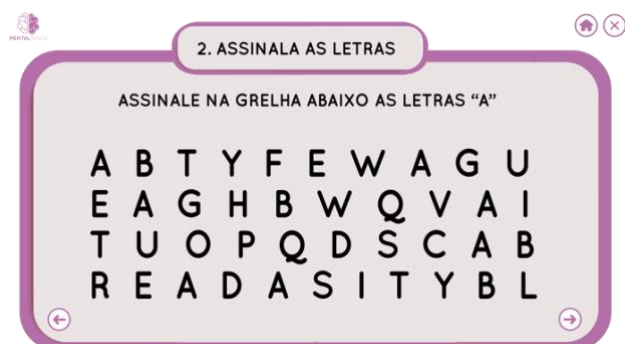 2. ASSINALA AS LETRAS
ASSINALE NA GRELHA ABAIXO AS LETRAS “A”
A B T Y F E W A G U
E A G H B W Q V A I
T U O P Q D S C A B
R E A D A S I T Y B L